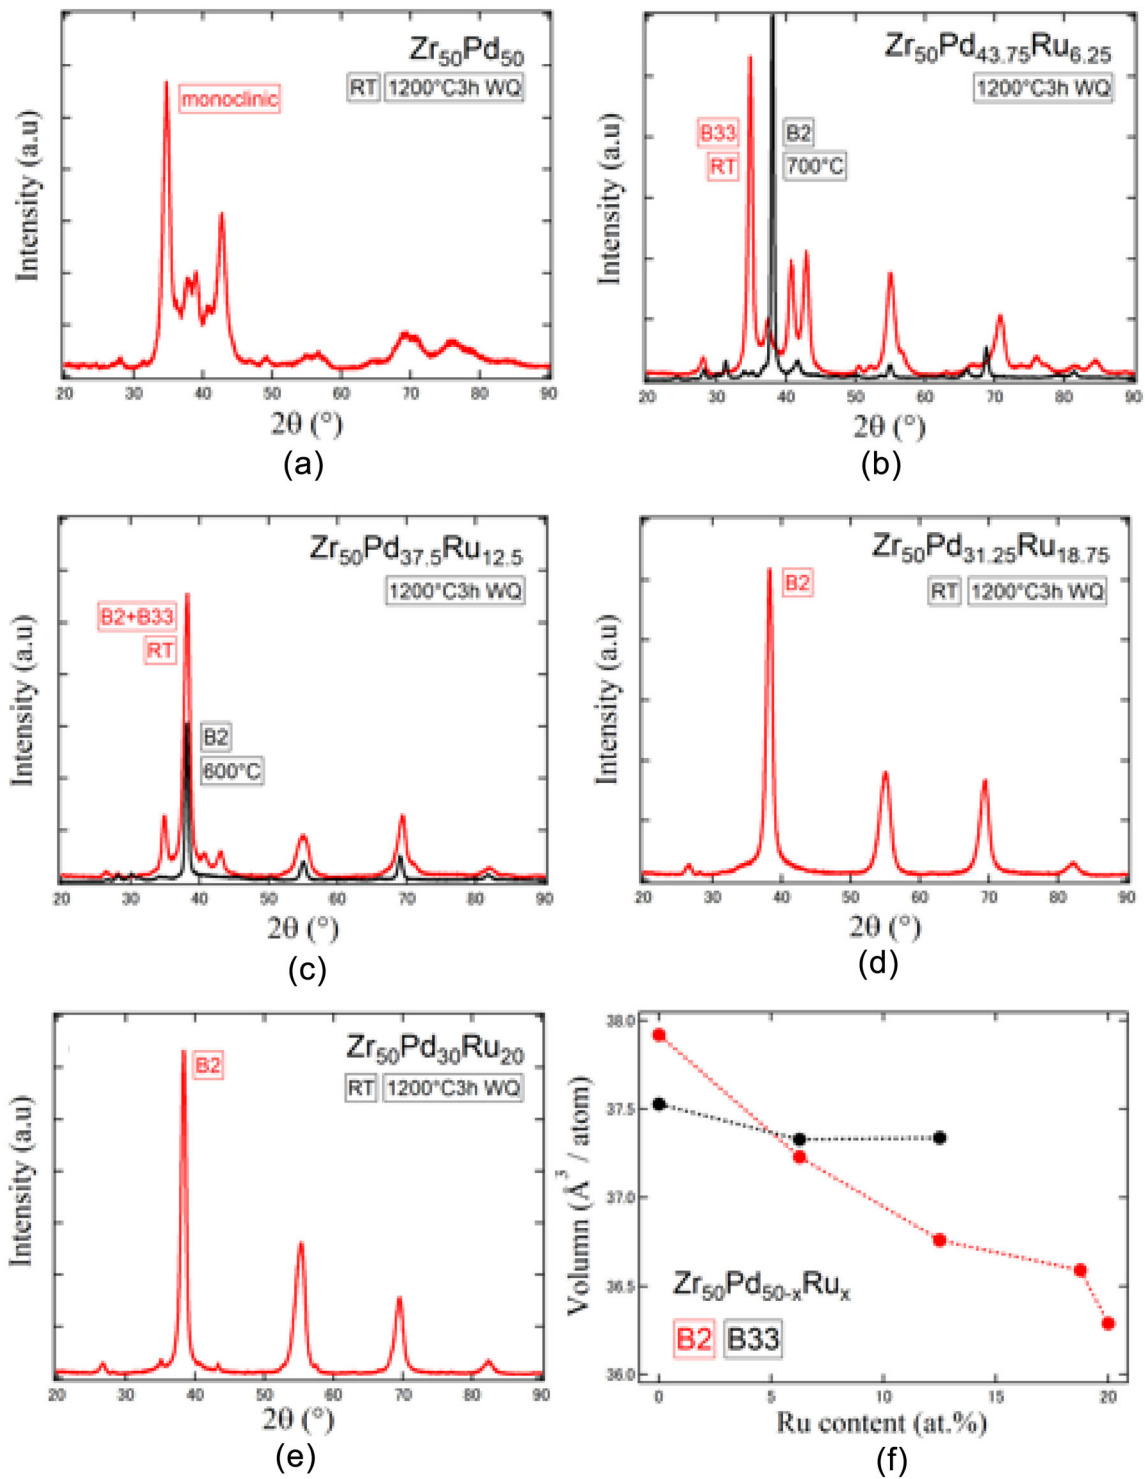 Zr50Pd50
RT 1200°C3h WQ
monoclinic
Intensity (a.u)
20 30 40 50 60 70 80 90
2θ (°)
(a)
Zr50Pd43.75Ru6.25
1200°C3h WQ
B33
RT
B2
700°C
Intensity (a.u)
20 30 40 50 60 70 80 90
2θ (°)
(b)
Zr50Pd37.5Ru12.5
1200°C3h WQ
B2+B33
RT
B2
600°C
Intensity (a.u)
20 30 40 50 60 70 80 90
2θ (°)
(c)
Zr50Pd31.25Ru18.75
B2
RT 1200°C3h WQ
Intensity (a.u)
20 30 40 50 60 70 80 90
2θ (°)
(d)
Zr50Pd30Ru20
B2
RT 1200°C3h WQ
Intensity (a.u)
20 30 40 50 60 70 80 90
2θ (°)
(e)
38.0
37.5
37.0
36.5
36.0
Volumn (Å³ / atom)
Zr50Pd50-xRux
B2 B33
0 5 10 15 20
Ru content (at.%)
(f)